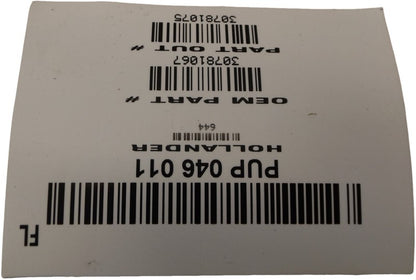 FL
PUP 046 011
HOLLANDER
644
OEM PART #
30781067
PART OUT #
30781075